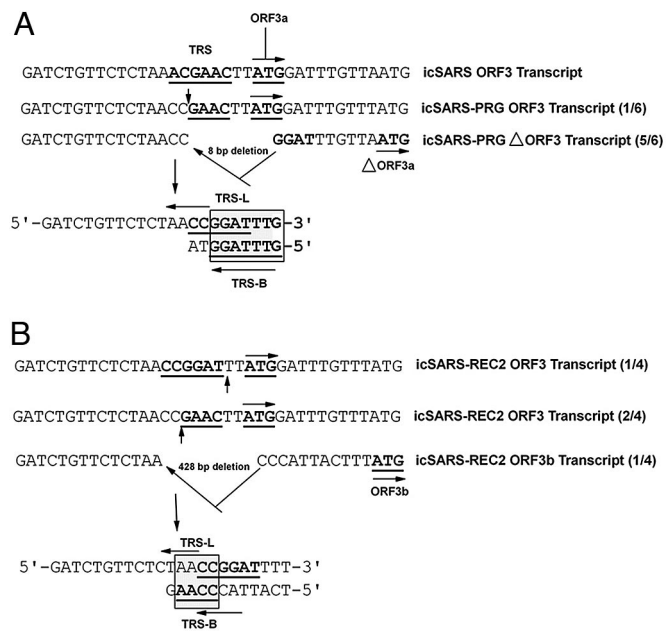 A
ORF3a
TRS
GATCTGTTCTCTAAACGAACTTATGGATTTGTTAATG icSARS ORF3 Transcript
GATCTGTTCTCTAACCGAACTTATGGATTTGTTTATG icSARS-PRG ORF3 Transcript (1/6)
GATCTGTTCTCTAACC GGATTTGTTAATG icSARS-PRG △ORF3 Transcript (5/6)
8 bp deletion
△ORF3a
TRS-L
5'-GATCTGTTCTCTAACCGGATTTG-3'
ATGGATTTG-5'
TRS-B
B
GATCTGTTCTCTAACCGGATTTATGGATTTGTTTATG icSARS-REC2 ORF3 Transcript (1/4)
GATCTGTTCTCTAACCGAACTTATGGATTTGTTTATG icSARS-REC2 ORF3 Transcript (2/4)
GATCTGTTCTCTAA CCCATTACTTTATG icSARS-REC2 ORF3b Transcript (1/4)
428 bp deletion
ORF3b
TRS-L
5'-GATCTGTTCTCTAACCGGATTTT-3'
GAACCCATTACT-5'
TRS-B